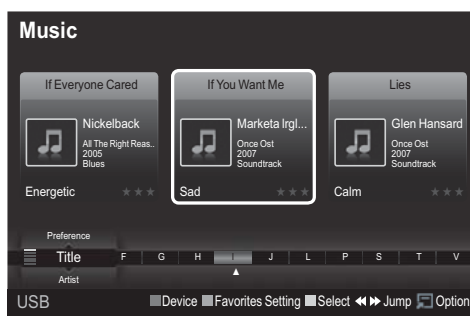 Music
If Everyone Cared
Nickelback
All The Right Reas..
2005
Blues
Energetic
If You Want Me
Marketa Irgl...
Once Ost
2007
Soundtrack
Sad
Lies
Glen Hansard
Once Ost
2007
Soundtrack
Calm
Preference
Title F G H I J L P S T V
Artist
USB Device Favorites Setting Select Jump Option